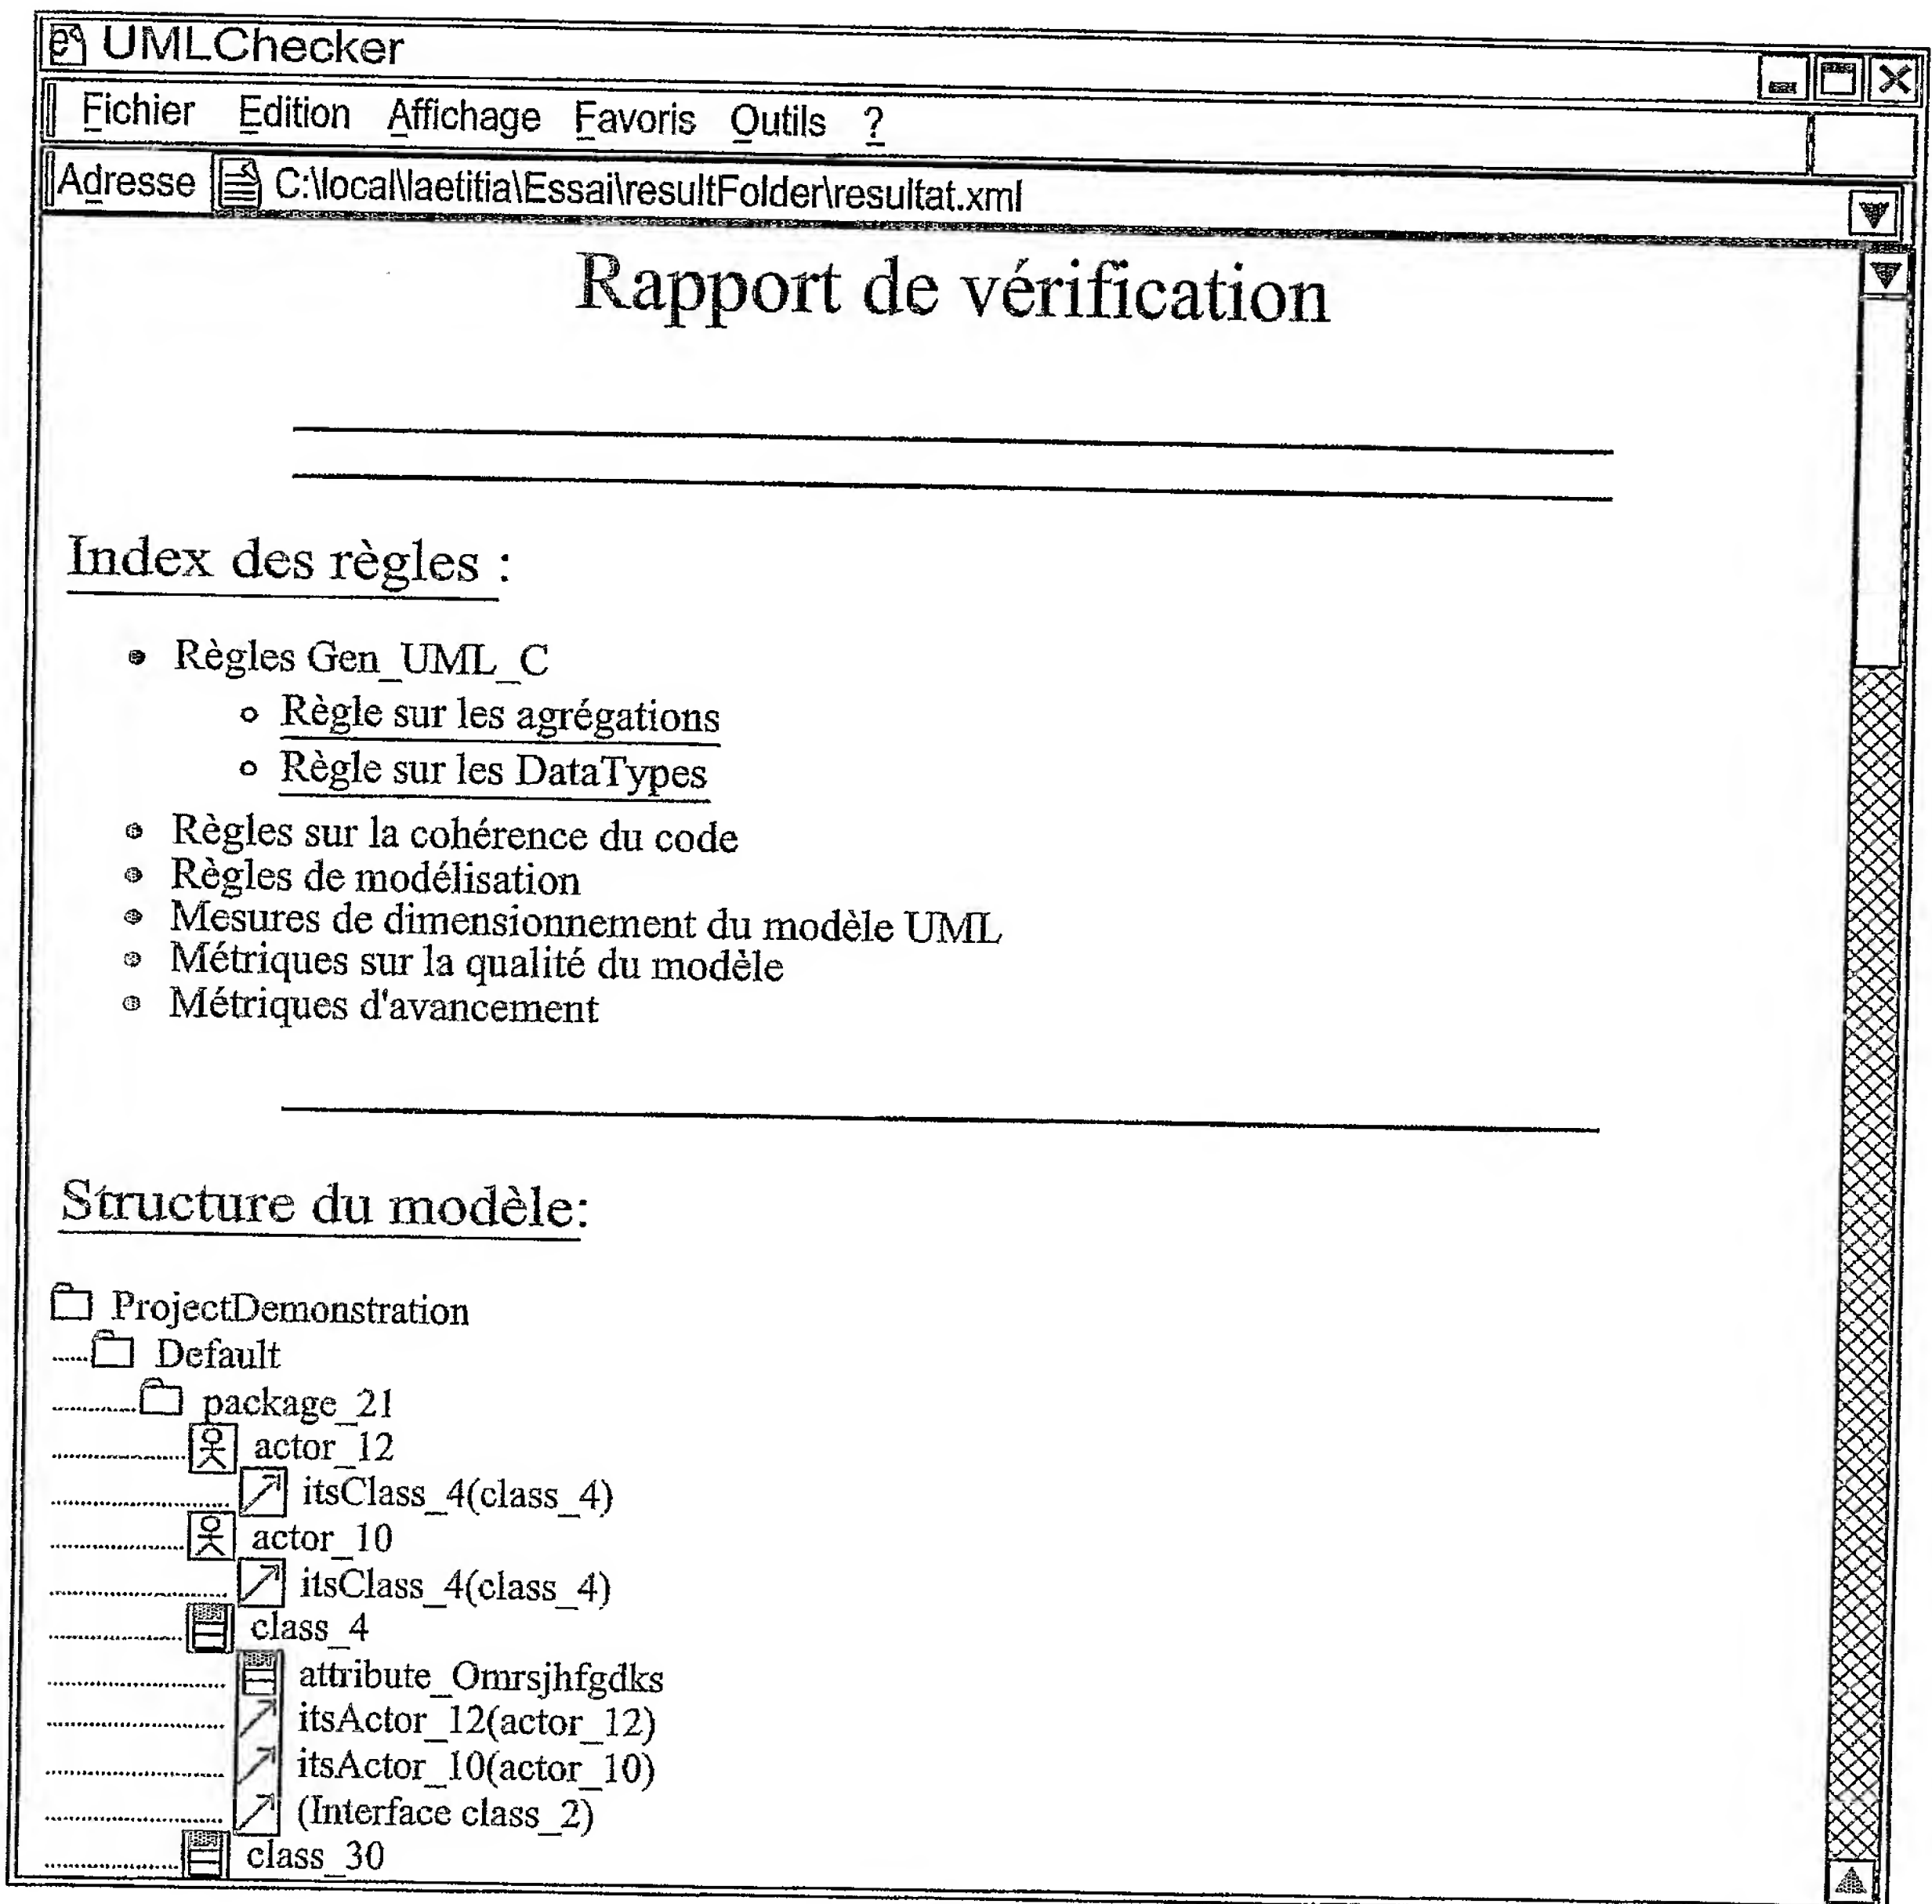 UMLChecker
Fichier Edition Affichage Favoris Outils ?
Adresse C:\local\laetitia\Essai\resultFolder\resultat.xml
Rapport de vérification
Index des règles :
Règles Gen_UML_C
Règle sur les agrégations
Règle sur les DataTypes
Règles sur la cohérence du code
Règles de modélisation
Mesures de dimensionnement du modèle UML
Métriques sur la qualité du modèle
Métriques d'avancement
Structure du modèle:
ProjectDemonstration
Default
package_21
actor_12
itsClass_4(class_4)
actor_10
itsClass_4(class_4)
class_4
attribute_Omrsjhfgdks
itsActor_12(actor_12)
itsActor_10(actor_10)
(Interface class_2)
class_30